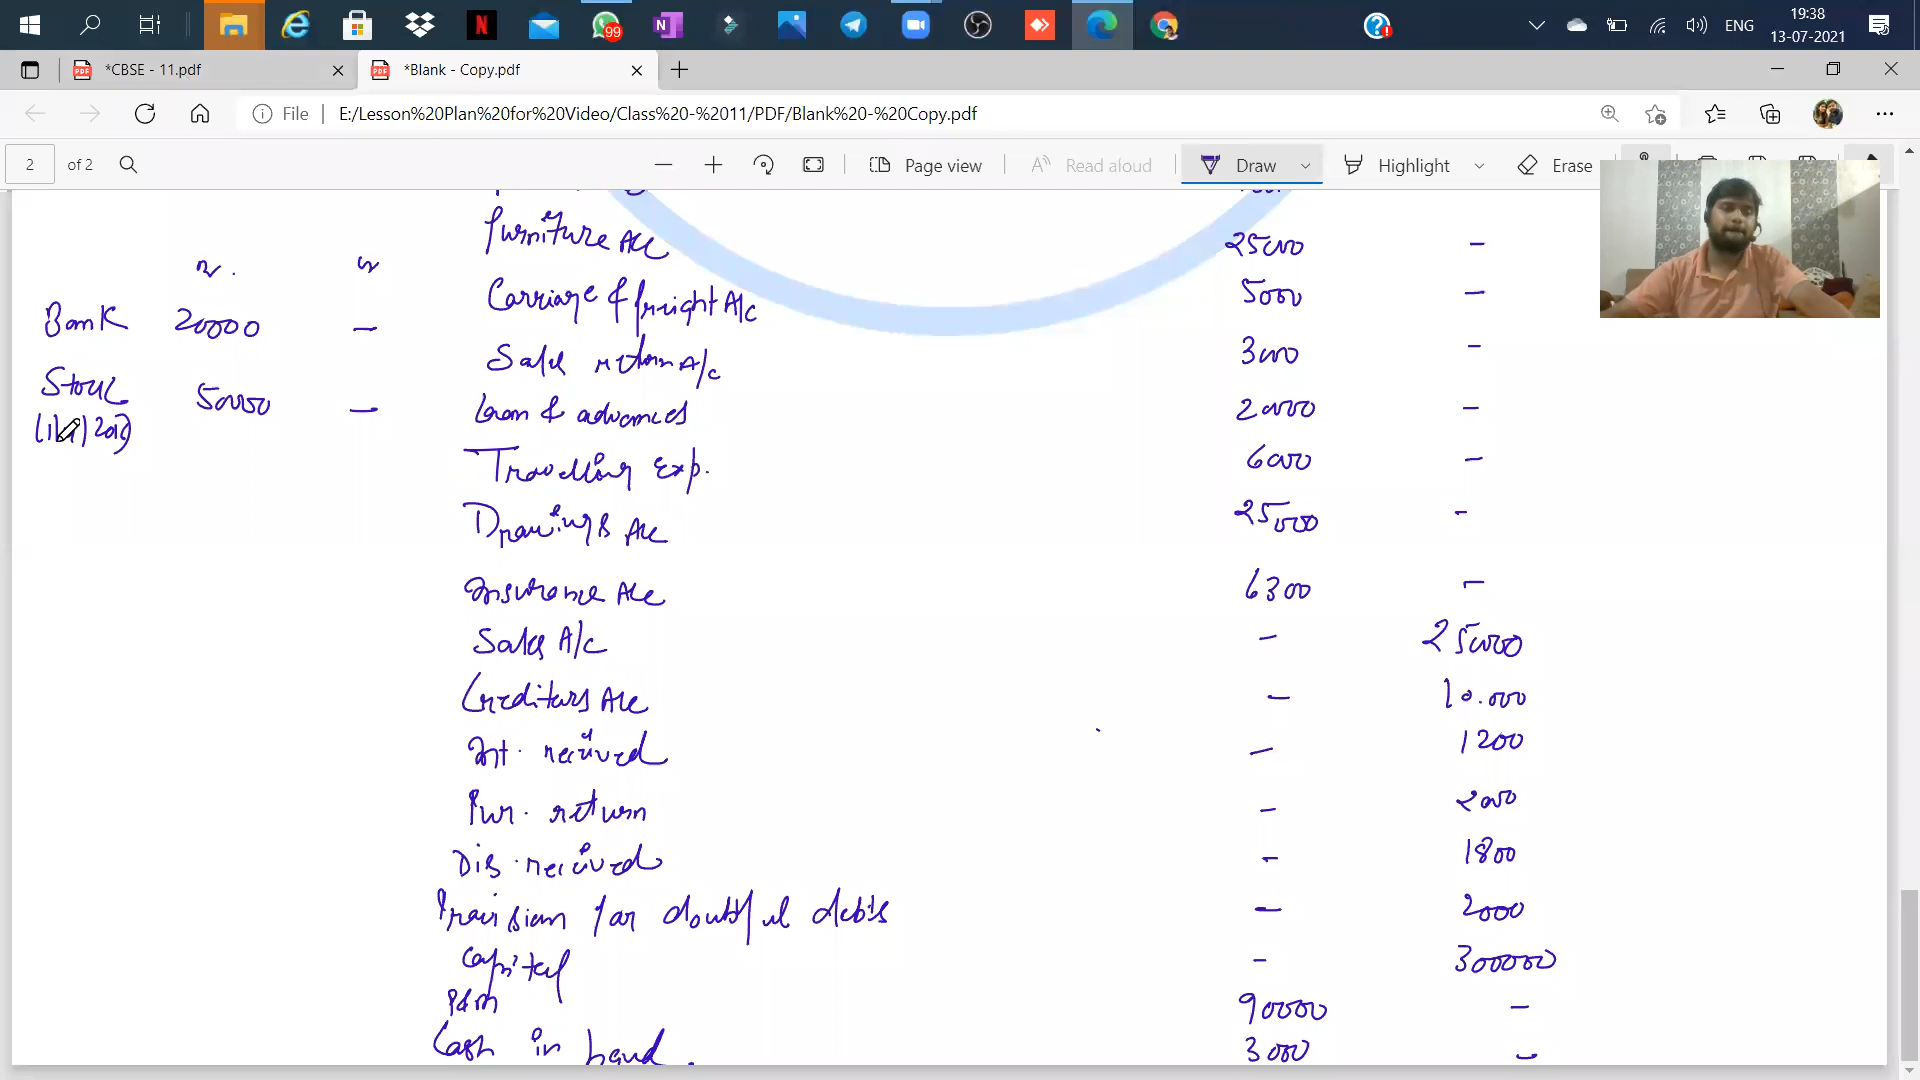 99
ENG
19:38
13-07-2021
*CBSE - 11.pdf
*Blank - Copy.pdf
File
E:/Lesson%20Plan%20for%20Video/Class%20-%2011/PDF/Blank%20-%20Copy.pdf
2 of 2
Page view
Read aloud
Draw
Highlight
Erase
Furniture A/c 25000 -
Carriage & freight A/c 5000 -
Bank 20000 -
Sales return A/c 3000 -
Stock 50000 -
Loan & advances -
Travelling Exp. 6000 -
Drawings A/c 25000 -
Insurance A/c 6300 -
Sales A/c -
Creditors A/c - 10.000
Int. received - 1200
Pur. return - 2000
Dis. received - 1800
Provision for doubtful debts - 2000
Capital - 300000
P&M 90000 -
Cash in hand. 3000 -